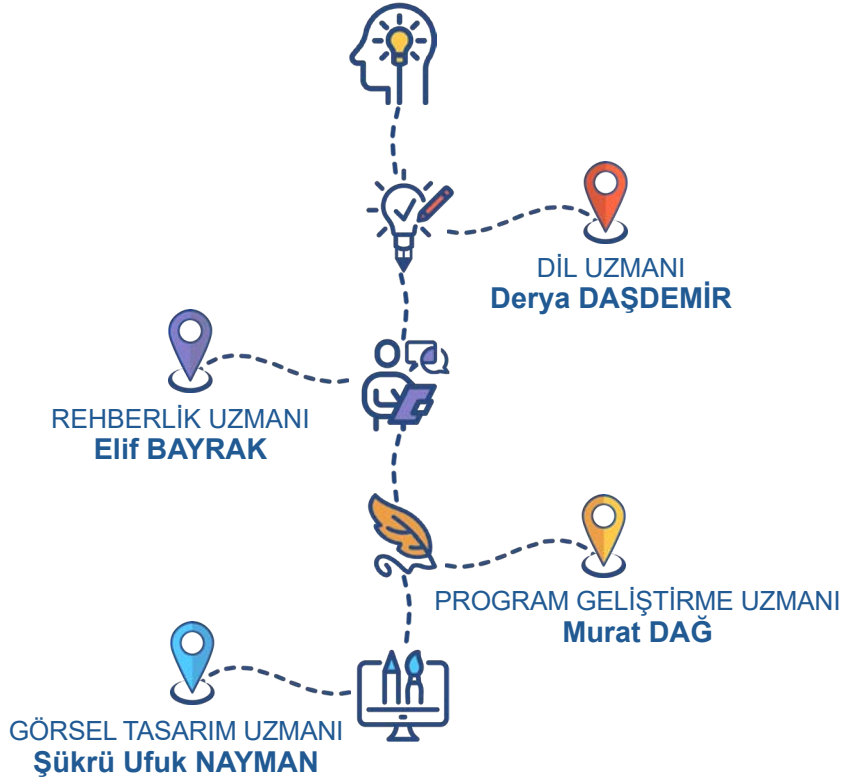 DİL UZMANI
Derya DAŞDEMİR
REHBERLİK UZMANI
Elif BAYRAK
PROGRAM GELİŞTİRME UZMANI
Murat DAĞ
GÖRSEL TASARIM UZMANI
Şükrü Ufuk NAYMAN